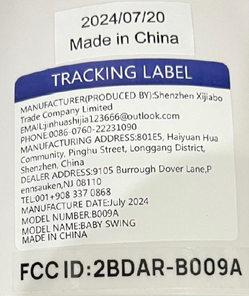 2024/07/20
Made in China
TRACKING LABEL
MANUFACTURER(PRODUCED BY):Shenzhen Xijiabo
Trade Company Limited
EMAIL:jinhuashijia123666@outlook.com
PHONE:0086-0760-22231090
MANUFACTURING ADDRESS:801E5, Haiyuan Hua
Community, Pinghu Street, Longgang District,
Shenzhen, China
DEALER ADDRESS:9105 Burrough Dover Lane,P
ennsauken,NJ 08110
TEL:001+908 337 0868
MANUFACTURE DATE:July 2024
MODEL NUMBER:B009A
MODEL NAME:BABY SWING
MADE IN CHINA
FCC ID:2BDAR-B009A